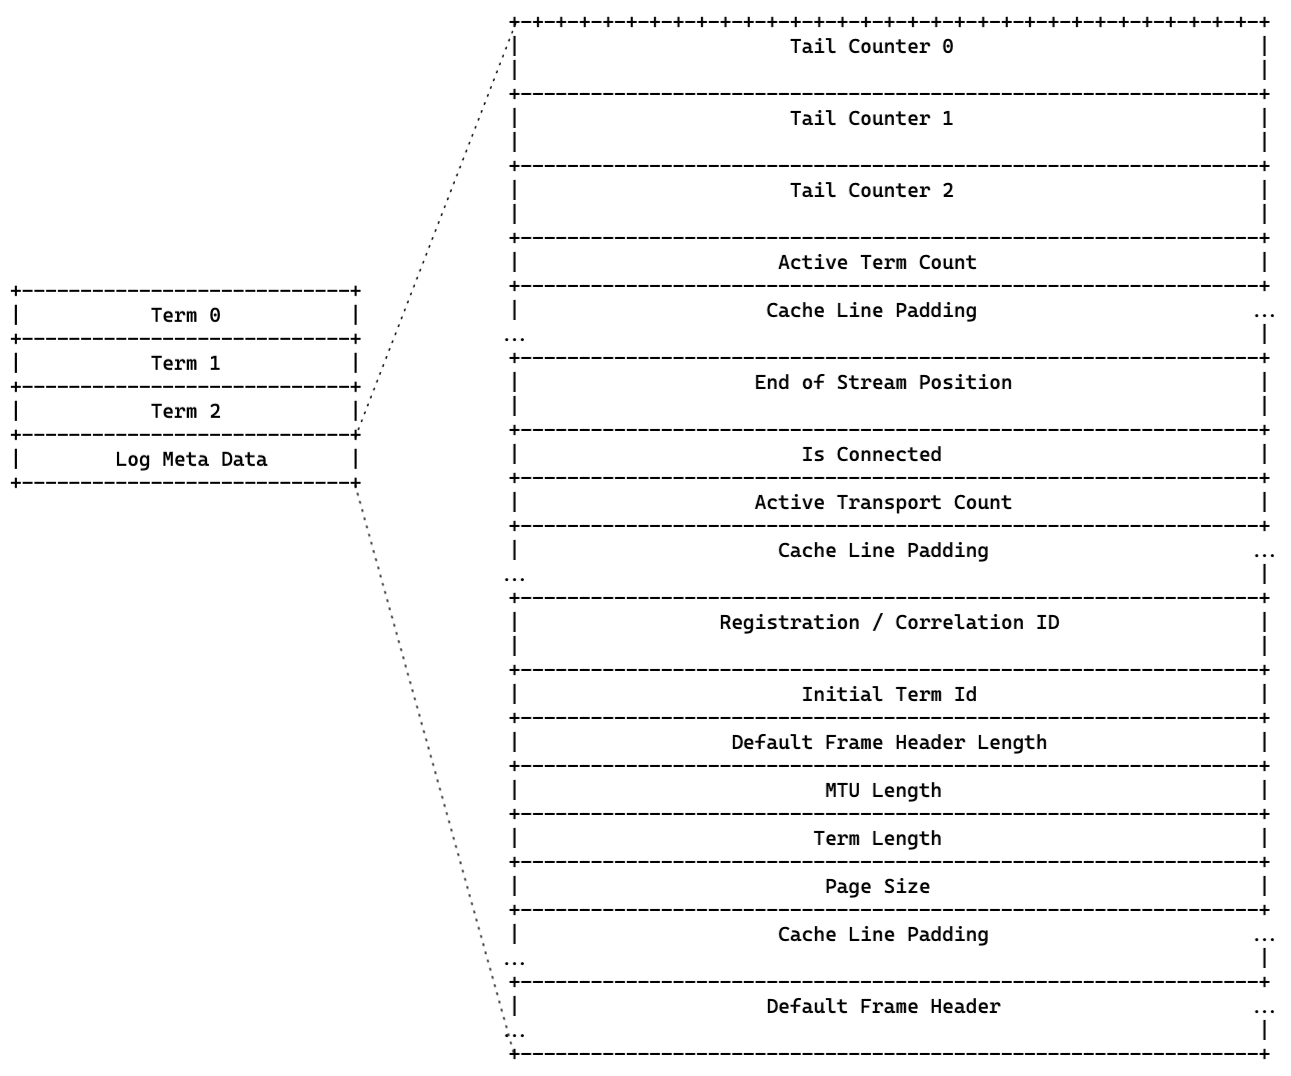 Term 0
Term 1
Term 2
Log Meta Data
Tail Counter 0
Tail Counter 1
Tail Counter 2
Active Term Count
Cache Line Padding ...
...
End of Stream Position
Is Connected
Active Transport Count
Cache Line Padding ...
...
Registration / Correlation ID
Initial Term Id
Default Frame Header Length
MTU Length
Term Length
Page Size
Cache Line Padding ...
...
Default Frame Header ...
...